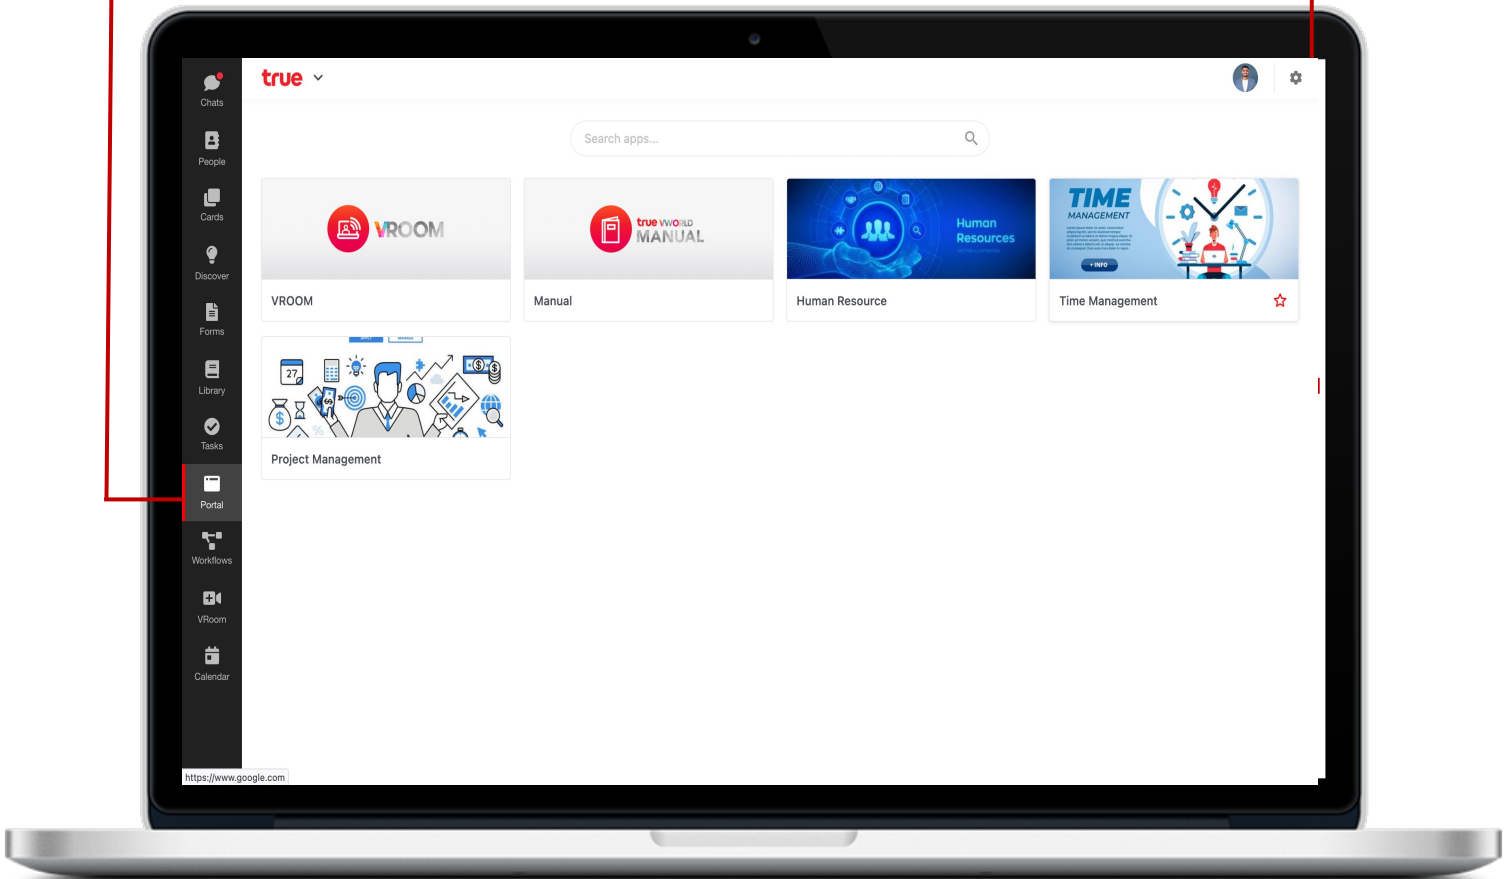 Chats
People
Cards
Discover
Forms
Library
Tasks
Portal
Workflows
VRoom
Calendar
true
Search apps...
VROOM
VROOM
true VWORLD
MANUAL
Manual
Human
Resources
Human Resource
TIME
MANAGEMENT
+ INFO
Time Management
27
$
$
$
$
%
Project Management
https://www.google.com